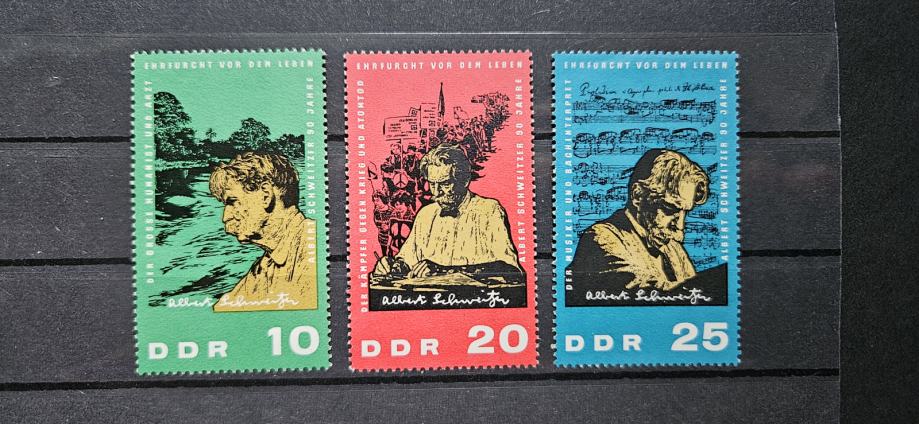 EHRFURCHT VOR DEM LEBEN
DER GROSSE HUMANIST UND ARZT
ALBERT SCHWEITZER 90 JAHRE
Albert Schweitzer
DDR 10
EHRFURCHT VOR DEM LEBEN
DER KÄMPFER GEGEN KRIEG UND ATOMTOD
ALBERT SCHWEITZER 90 JAHRE
Albert Schweitzer
DDR 20
EHRFURCHT VOR DEM LEBEN
DER MUSIKER UND BACHINTERPRET
ALBERT SCHWEITZER 90 JAHRE
Albert Schweitzer
DDR 25